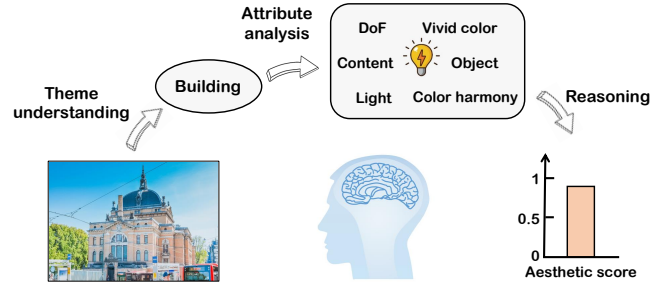 Attribute
analysis
DoF Vivid color
Content Object
Light Color harmony
Theme
understanding
Building
Reasoning
1
0.5
0
Aesthetic score